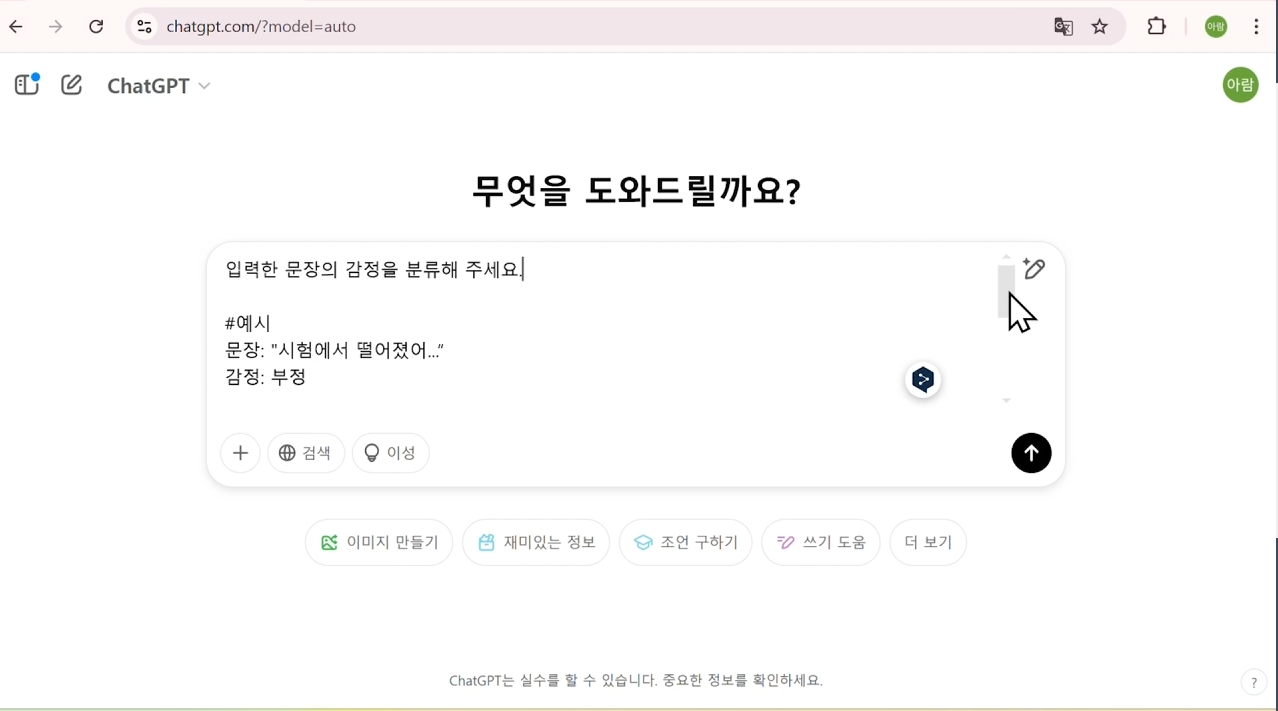 chatgpt.com/?model=auto
아람
ChatGPT
아람
무엇을 도와드릴까요?
입력한 문장의 감정을 분류해 주세요.
#예시
문장: "시험에서 떨어졌어…“
감정: 부정
검색
이성
이미지 만들기
재미있는 정보
조언 구하기
쓰기 도움
더 보기
ChatGPT는 실수를 할 수 있습니다. 중요한 정보를 확인하세요.
?